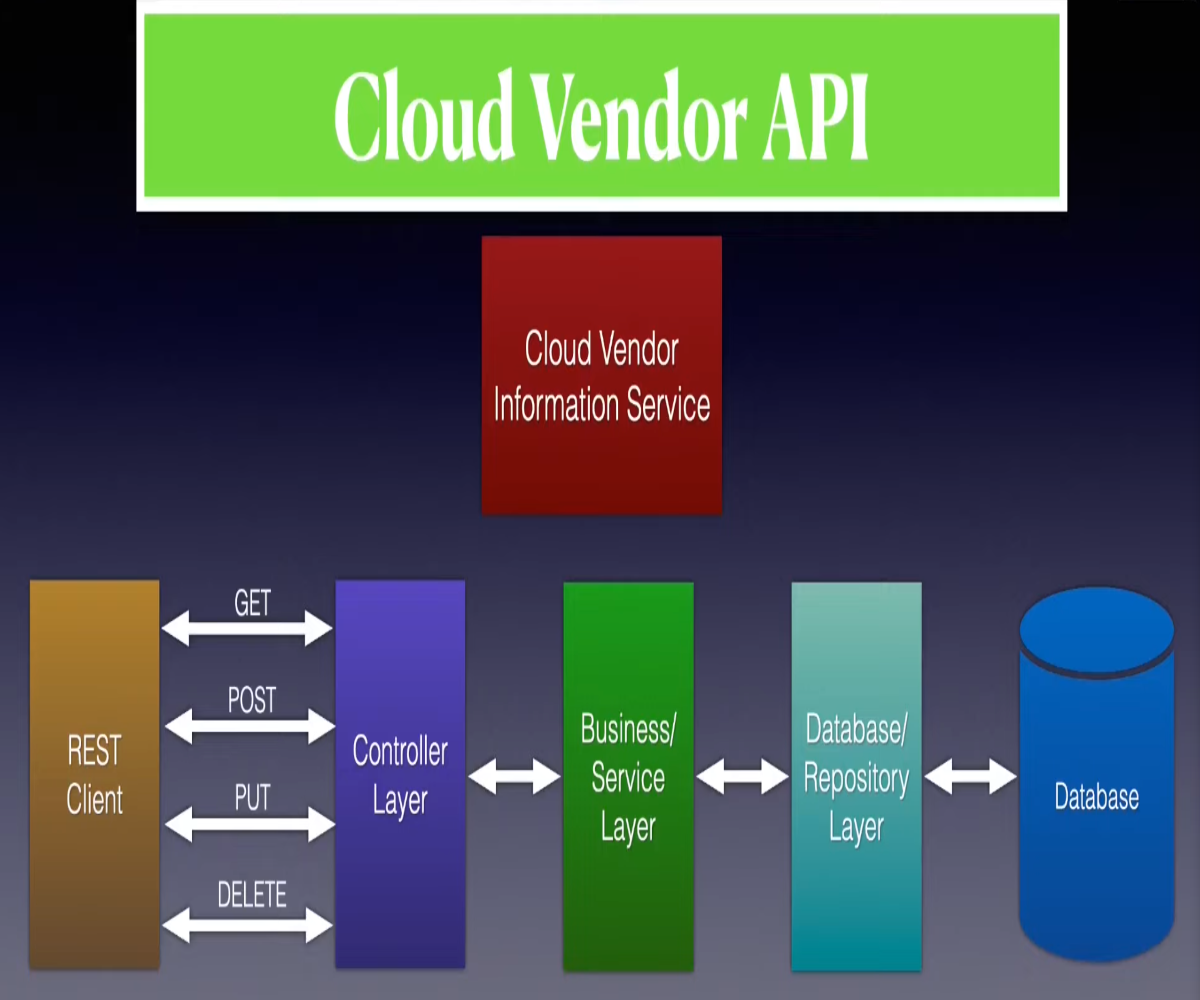 Cloud Vendor API
Cloud Vendor
Information Service
GET
POST
PUT
DELETE
REST
Client
Controller
Layer
Business/
Service
Layer
Database/
Repository
Layer
Database